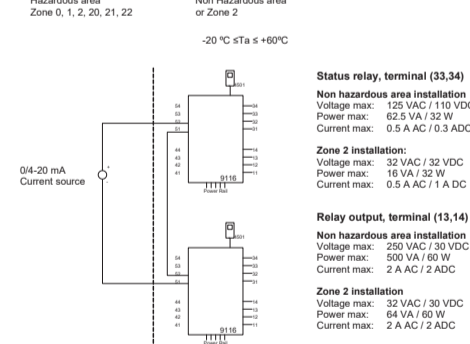 Hazardous area
Zone 0, 1, 2, 20, 21, 22
Non Hazardous area
or Zone 2
-20 ºC ≤Ta ≤ +60ºC
0/4-20 mA
Current source
+
-
4501
54
53
52
51
44
43
42
41
34
33
32
31
14
13
12
11
9116
Power Rail
4501
54
53
52
51
44
43
42
41
34
33
32
31
14
13
12
11
9116
Power Rail
Status relay, terminal (33,34)
Non hazardous area installation
Voltage max: 125 VAC / 110 VDC
Power max: 62.5 VA / 32 W
Current max: 0.5 A AC / 0.3 ADC
Zone 2 installation:
Voltage max: 32 VAC / 32 VDC
Power max: 16 VA / 32 W
Current max: 0.5 A AC / 1 A DC
Relay output, terminal (13,14)
Non hazardous area installation
Voltage max: 250 VAC / 30 VDC
Power max: 500 VA / 60 W
Current max: 2 A AC / 2 ADC
Zone 2 installation
Voltage max: 32 VAC / 30 VDC
Power max: 64 VA / 60 W
Current max: 2 A AC / 2 ADC